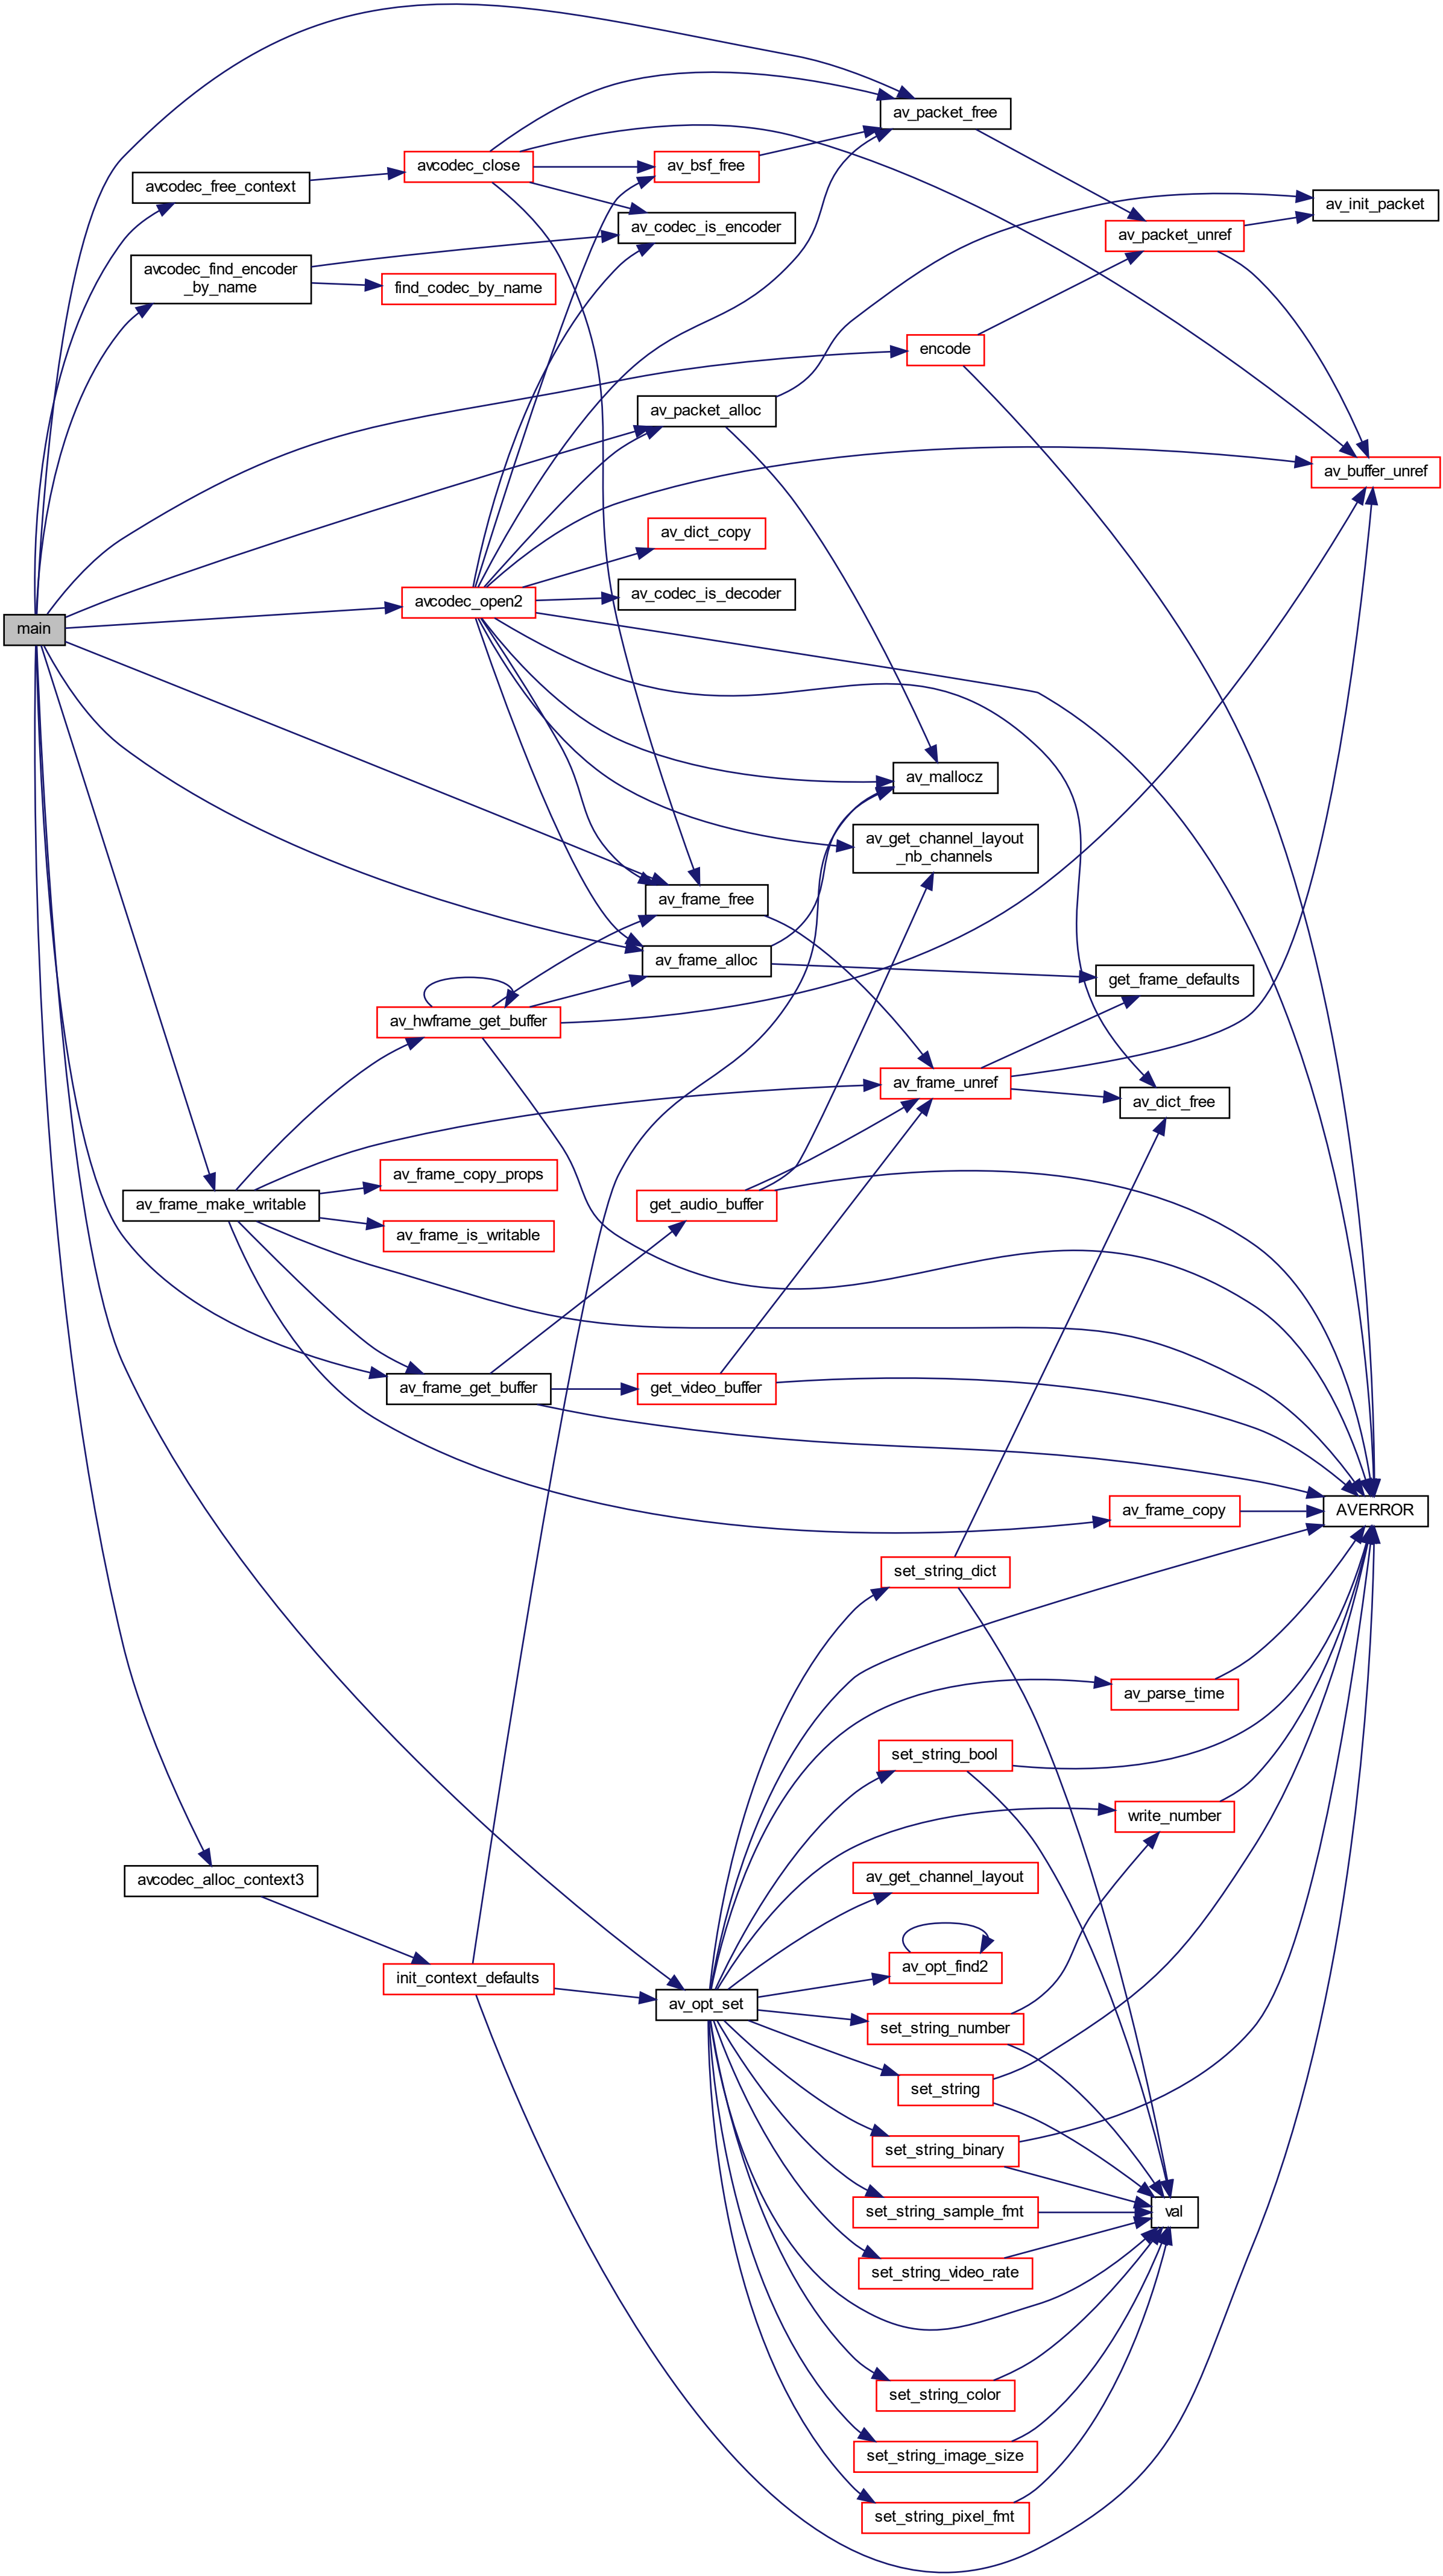 av_packet_free
avcodec_close
av_bsf_free
avcodec_free_context
av_init_packet
av_codec_is_encoder
av_packet_unref
avcodec_find_encoder
_by_name
find_codec_by_name
encode
av_packet_alloc
av_buffer_unref
av_dict_copy
av_codec_is_decoder
avcodec_open2
main
av_mallocz
av_get_channel_layout
_nb_channels
av_frame_free
av_frame_alloc
get_frame_defaults
av_hwframe_get_buffer
av_frame_unref
av_dict_free
av_frame_copy_props
av_frame_make_writable
get_audio_buffer
av_frame_is_writable
av_frame_get_buffer
get_video_buffer
av_frame_copy
AVERROR
set_string_dict
av_parse_time
set_string_bool
write_number
av_get_channel_layout
avcodec_alloc_context3
av_opt_find2
init_context_defaults
av_opt_set
set_string_number
set_string
set_string_binary
set_string_sample_fmt
val
set_string_video_rate
set_string_color
set_string_image_size
set_string_pixel_fmt